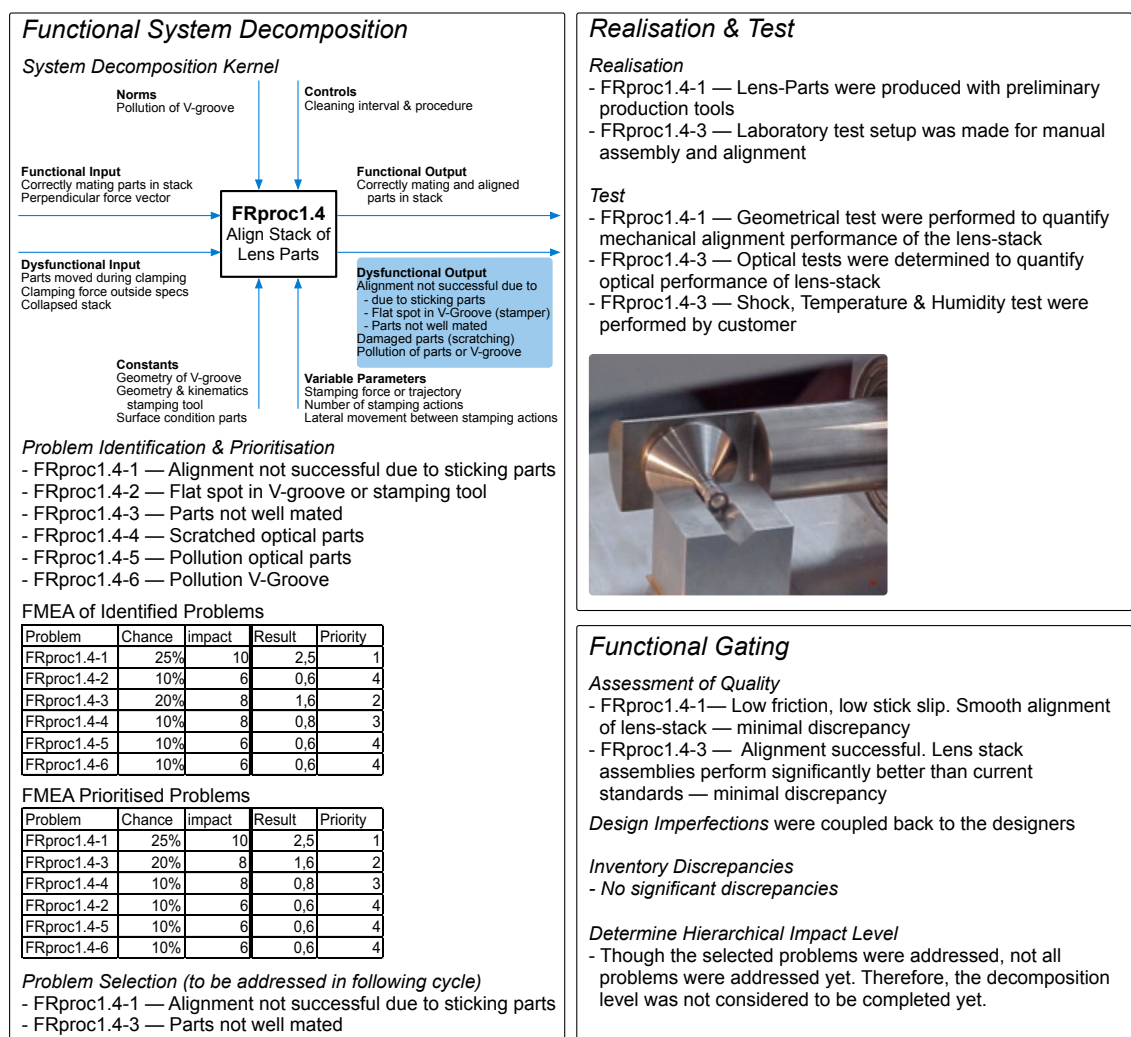 Functional System Decomposition
System Decomposition Kernel
Norms
Pollution of V-groove
Controls
Cleaning interval & procedure
Functional Input
Correctly mating parts in stack
Perpendicular force vector
Functional Output
Correctly mating and aligned
parts in stack
FRproc1.4
Align Stack of
Lens Parts
Dysfunctional Input
Parts moved during clamping
Clamping force outside specs
Collapsed stack
Dysfunctional Output
Alignment not successful due to
- due to sticking parts
- Flat spot in V-Groove (stamper)
- Parts not well mated
Damaged parts (scratching)
Pollution of parts or V-groove
Constants
Geometry of V-groove
Geometry & kinematics
stamping tool
Surface condition parts
Variable Parameters
Stamping force or trajectory
Number of stamping actions
Lateral movement between stamping actions
Problem Identification & Prioritisation
- FRproc1.4-1 — Alignment not successful due to sticking parts
- FRproc1.4-2 — Flat spot in V-groove or stamping tool
- FRproc1.4-3 — Parts not well mated
- FRproc1.4-4 — Scratched optical parts
- FRproc1.4-5 — Pollution optical parts
- FRproc1.4-6 — Pollution V-Groove
FMEA of Identified Problems
Problem Chance impact Result Priority
FRproc1.4-1 25% 10 2,5 1
FRproc1.4-2 10% 6 0,6 4
FRproc1.4-3 20% 8 1,6 2
FRproc1.4-4 10% 8 0,8 3
FRproc1.4-5 10% 6 0,6 4
FRproc1.4-6 10% 6 0,6 4
FMEA Prioritised Problems
Problem Chance impact Result Priority
FRproc1.4-1 25% 10 2,5 1
FRproc1.4-3 20% 8 1,6 2
FRproc1.4-4 10% 8 0,8 3
FRproc1.4-2 10% 6 0,6 4
FRproc1.4-5 10% 6 0,6 4
FRproc1.4-6 10% 6 0,6 4
Problem Selection (to be addressed in following cycle)
- FRproc1.4-1 — Alignment not successful due to sticking parts
- FRproc1.4-3 — Parts not well mated
Realisation & Test
Realisation
- FRproc1.4-1 — Lens-Parts were produced with preliminary
production tools
- FRproc1.4-3 — Laboratory test setup was made for manual
assembly and alignment
Test
- FRproc1.4-1 — Geometrical test were performed to quantify
mechanical alignment performance of the lens-stack
- FRproc1.4-3 — Optical tests were determined to quantify
optical performance of lens-stack
- FRproc1.4-3 — Shock, Temperature & Humidity test were
performed by customer
Functional Gating
Assessment of Quality
- FRproc1.4-1— Low friction, low stick slip. Smooth alignment
of lens-stack — minimal discrepancy
- FRproc1.4-3 — Alignment successful. Lens stack
assemblies perform significantly better than current
standards — minimal discrepancy
Design Imperfections were coupled back to the designers
Inventory Discrepancies
- No significant discrepancies
Determine Hierarchical Impact Level
- Though the selected problems were addressed, not all
problems were addressed yet. Therefore, the decomposition
level was not considered to be completed yet.